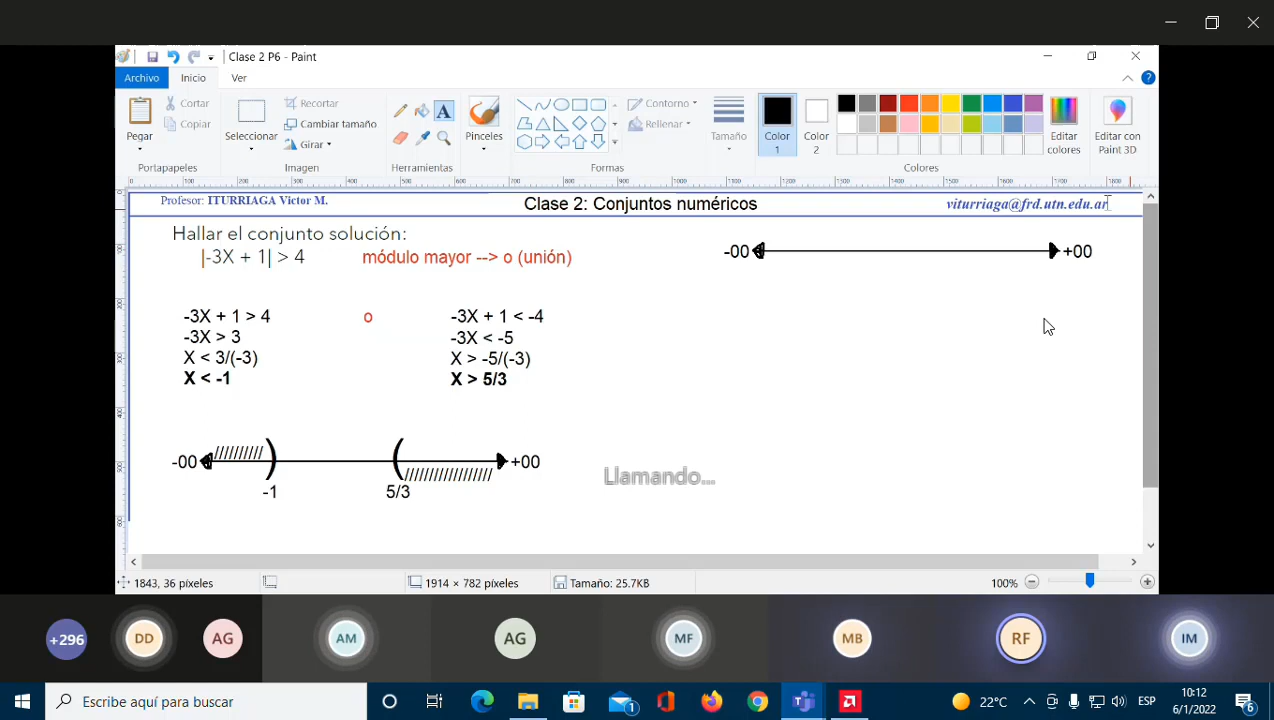 Clase 2 P6 - Paint
Archivo
Inicio
Ver
Pegar
Cortar
Copiar
Portapapeles
Seleccionar
Recortar
Cambiar tamaño
Girar
Imagen
A
Pinceles
Herramientas
Contorno
Rellenar
Formas
Tamaño
Color 1
Color 2
Editar colores
Editar con Paint 3D
Colores
Profesor: ITURRIAGA Victor M.
Clase 2: Conjuntos numéricos
viturriaga@frd.utn.edu.ar
Hallar el conjunto solución:
|-3X + 1| > 4
módulo mayor --> o (unión)
-00
+00
-3X + 1 > 4
o
-3X + 1 < -4
-3X > 3
-3X < -5
X < 3/(-3)
X > -5/(-3)
X < -1
X > 5/3
-00
//////////
)
(
/////////////////
+00
-1
5/3
Llamando...
1843, 36 píxeles
1914 × 782 píxeles
Tamaño: 25.7KB
100%
+296
DD
AG
AM
AG
MF
MB
RF
IM
Escribe aquí para buscar
1
22°C
ESP
10:12
6/1/2022
6